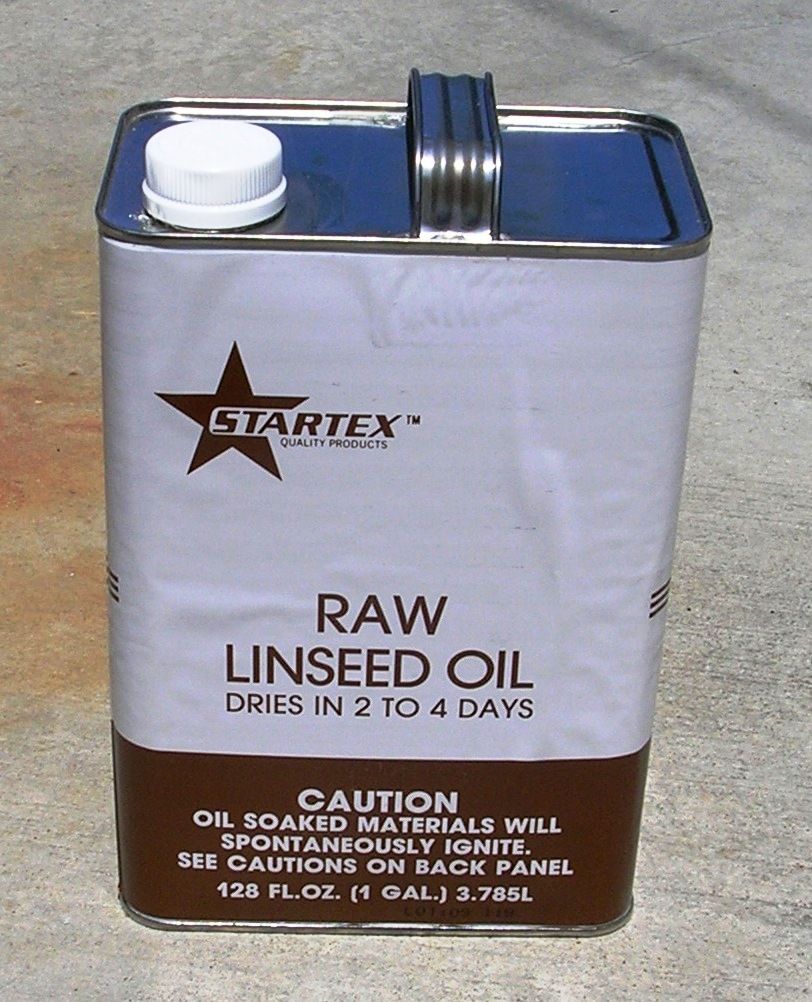 STARTEX™
QUALITY PRODUCTS
RAW
LINSEED OIL
DRIES IN 2 TO 4 DAYS
CAUTION
OIL SOAKED MATERIALS WILL
SPONTANEOUSLY IGNITE.
SEE CAUTIONS ON BACK PANEL
128 FL.OZ. (1 GAL.) 3.785L